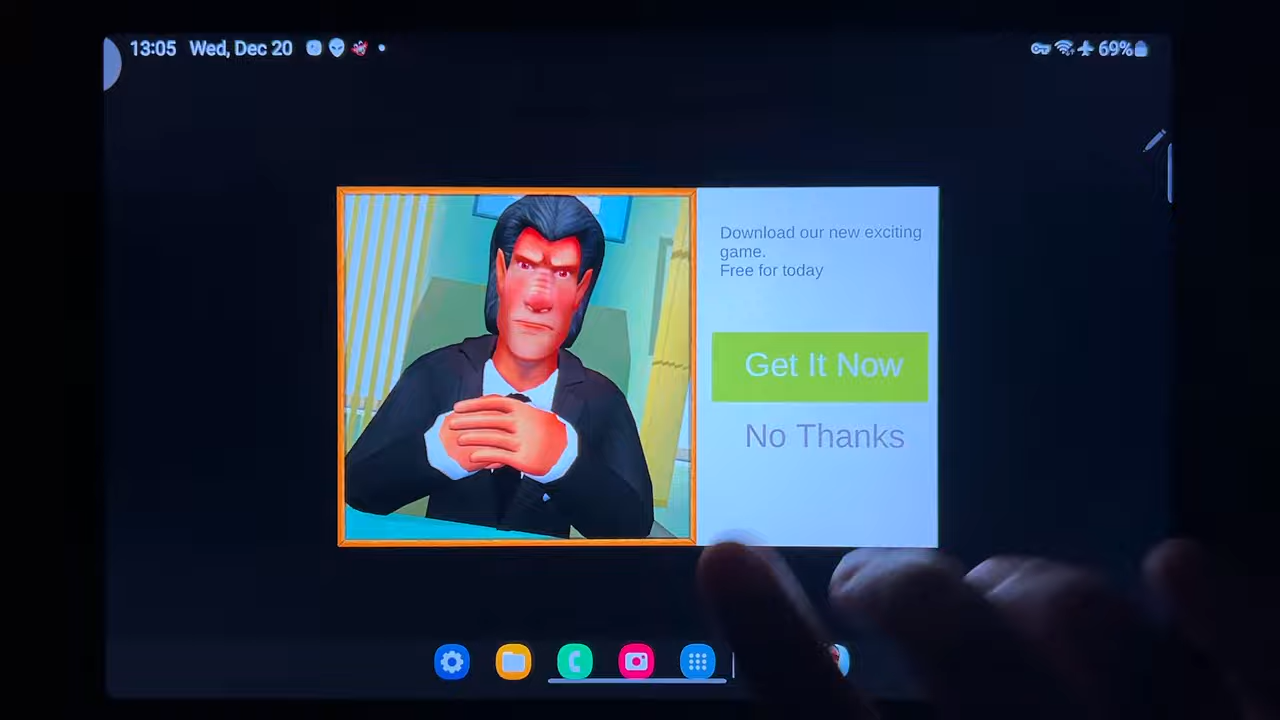 13:05 Wed, Dec 20
69%
Download our new exciting
game.
Free for today
Get It Now
No Thanks